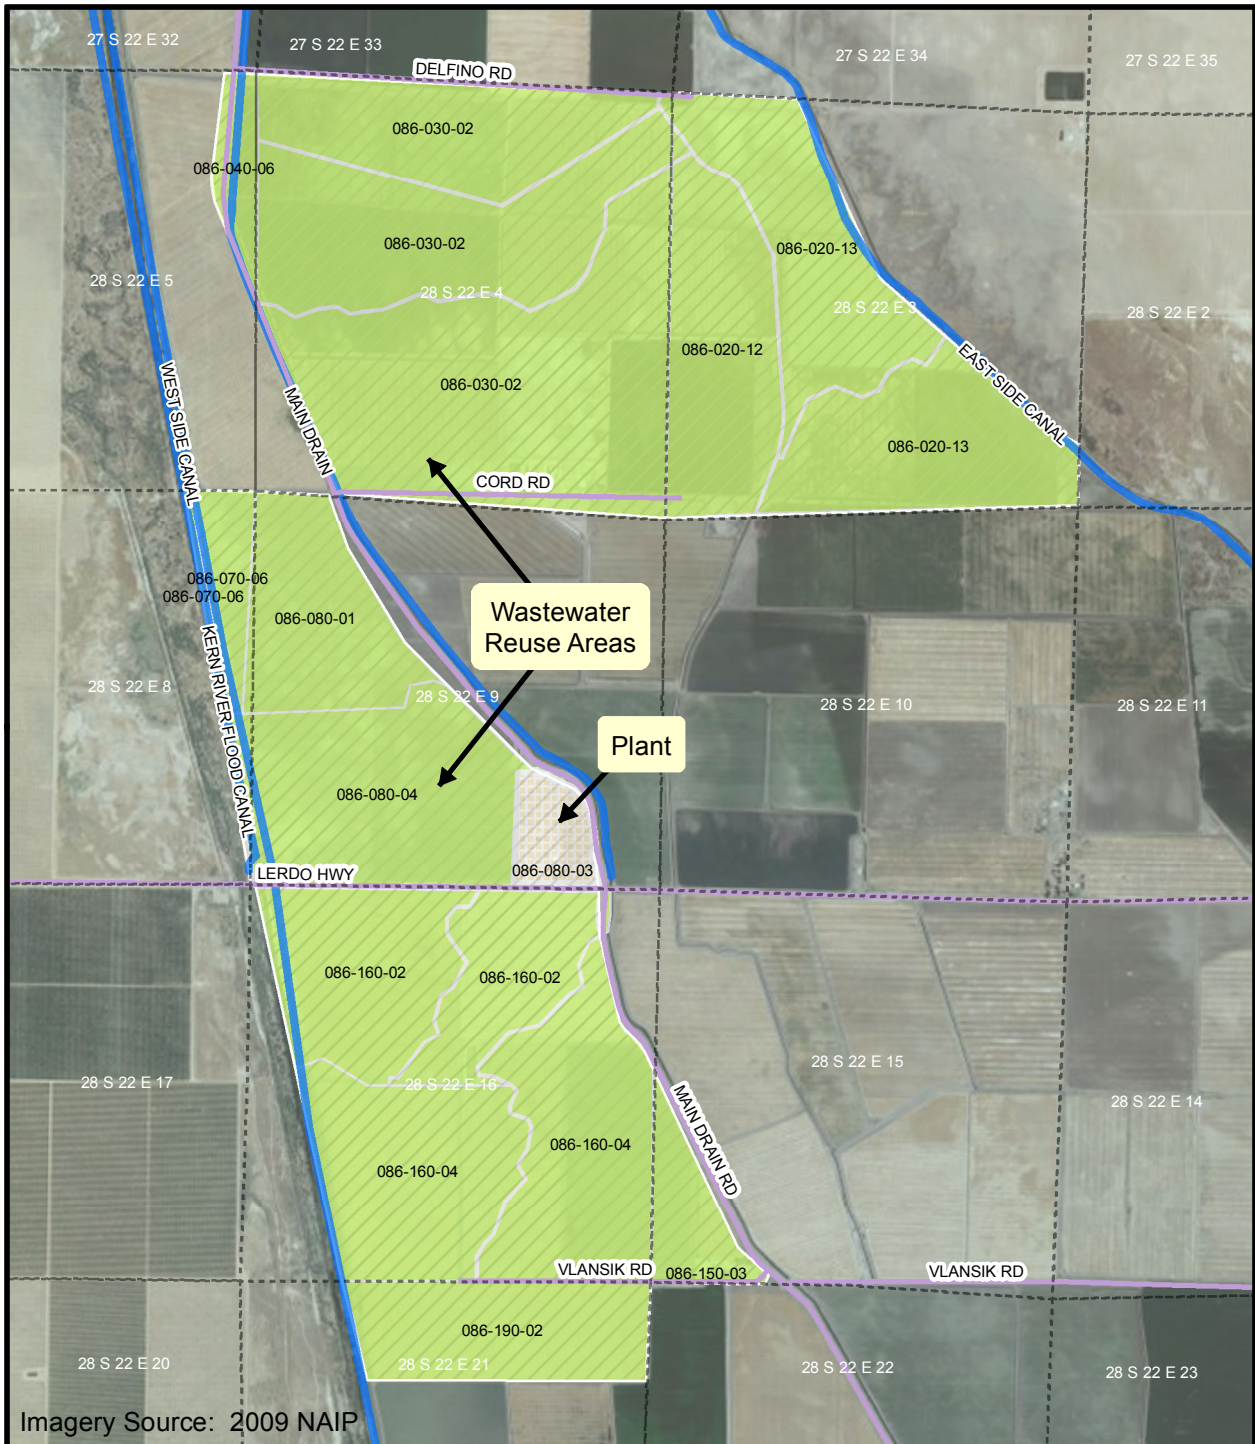 27 S 22 E 32
27 S 22 E 33
27 S 22 E 34
27 S 22 E 35
DELFINO RD
086-030-02
086-040-06
086-030-02
086-020-13
28 S 22 E 5
28 S 22 E 4
28 S 22 E 3
28 S 22 E 2
086-020-12
EAST SIDE CANAL
WEST SIDE CANAL
MAIN DRAIN
086-030-02
086-020-13
CORD RD
086-070-06
086-070-06
086-080-01
Wastewater
Reuse Areas
KERN RIVER FLOOD CANAL
28 S 22 E 8
28 S 22 E 9
28 S 22 E 10
28 S 22 E 11
Plant
086-080-04
086-080-03
LERDO HWY
086-160-02
086-160-02
28 S 22 E 17
28 S 22 E 16
28 S 22 E 15
28 S 22 E 14
MAIN DRAIN RD
086-160-04
086-160-04
VLANSIK RD
086-150-03
VLANSIK RD
086-190-02
28 S 22 E 20
28 S 22 E 21
28 S 22 E 22
28 S 22 E 23
Imagery Source: 2009 NAIP